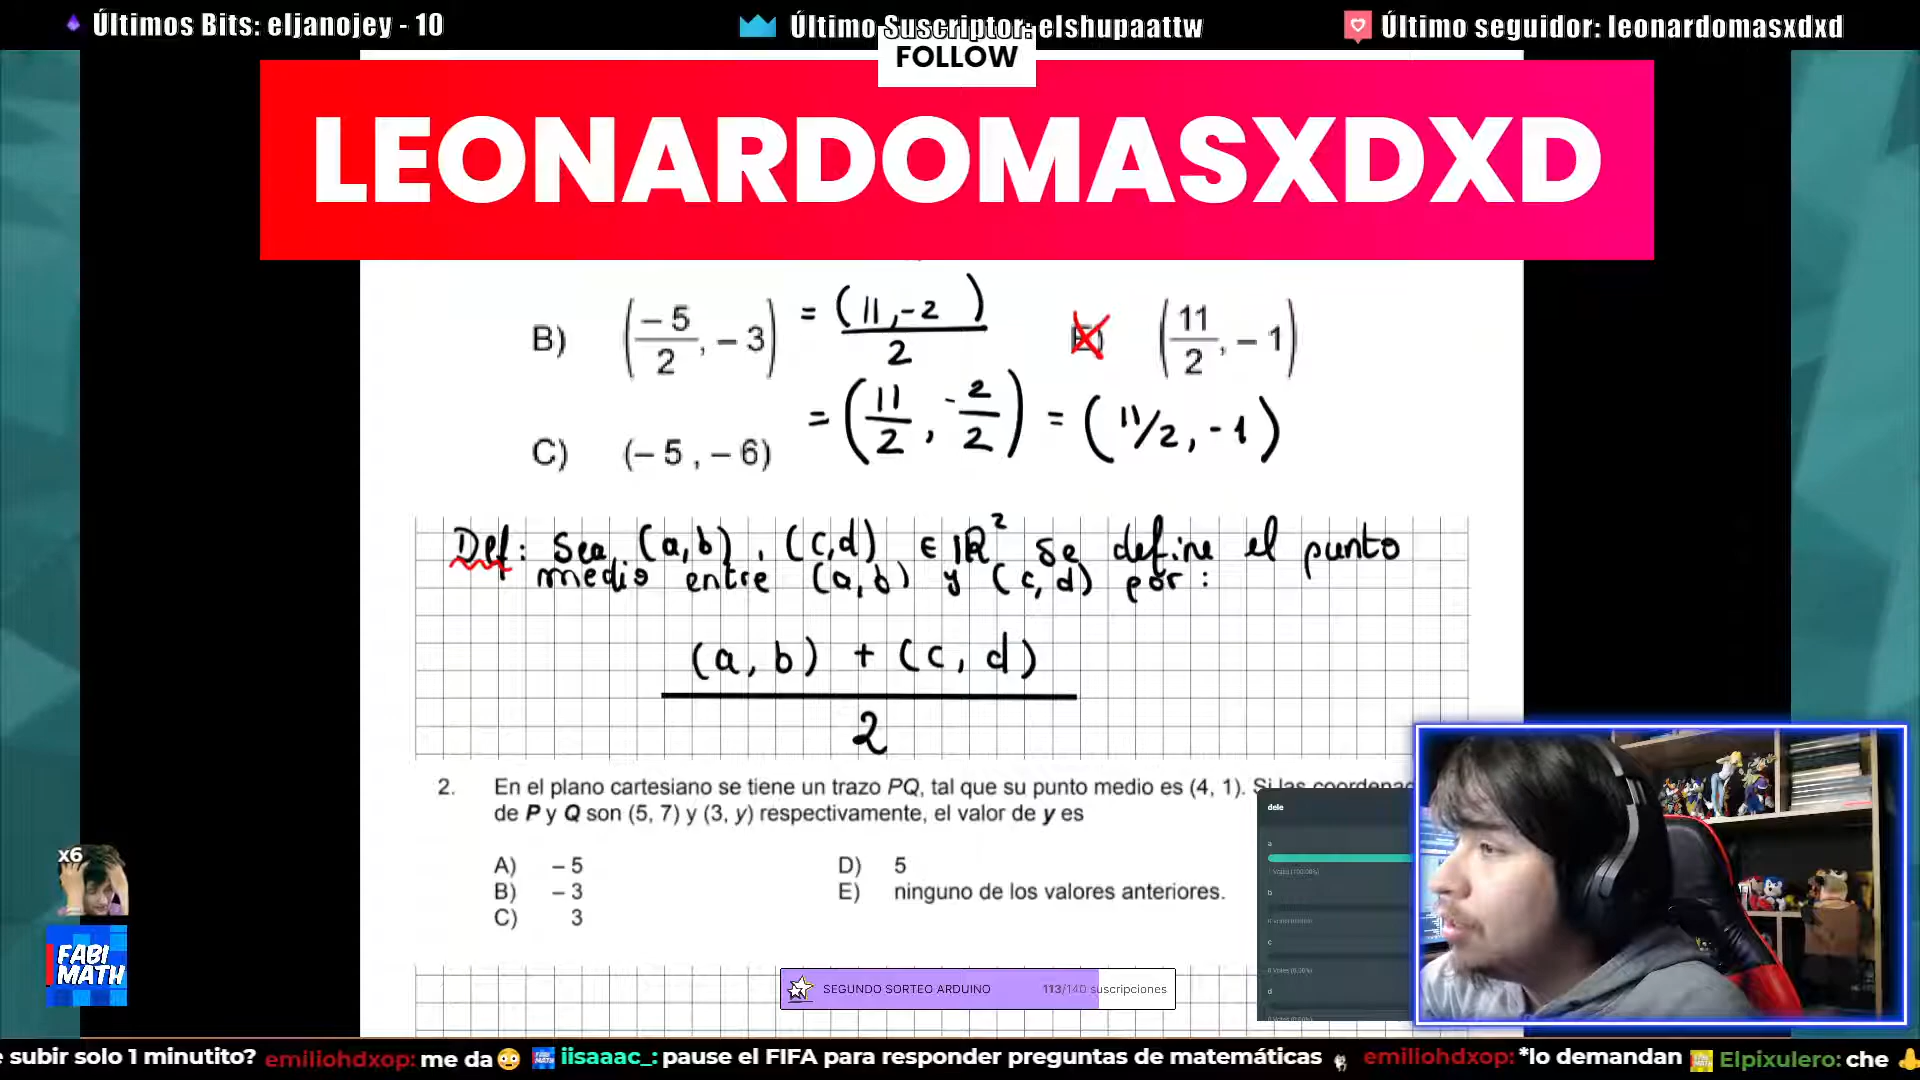 Últimos Bits: eljanojey - 10
Último Suscriptor: elshupaattw
Último seguidor: leonardomasxdxd
FOLLOW
LEONARDOMASXDXD
B) (-5/2, -3) = (11, -2)/2
E) (11/2, -1)
= (11/2, -2/2) = (11/2, -1)
C) (-5, -6)
Def: Sea (a,b), (c,d) ∈ ℝ² se define el punto
medio entre (a,b) y (c,d) por:
(a, b) + (c, d)
2
2. En el plano cartesiano se tiene un trazo PQ, tal que su punto medio es (4, 1). Si las coordenad
de P y Q son (5, 7) y (3, y) respectivamente, el valor de y es
A) - 5
B) - 3
C) 3
D) 5
E) ninguno de los valores anteriores.
dele
a
b
c
d
x6
FABI
MATH
SEGUNDO SORTEO ARDUINO 113/140 suscripciones
e subir solo 1 minutito? emiliohdxop: me da iisaaac_: pause el FIFA para responder preguntas de matemáticas emiliohdxop: *lo demandan Elpixulero: che